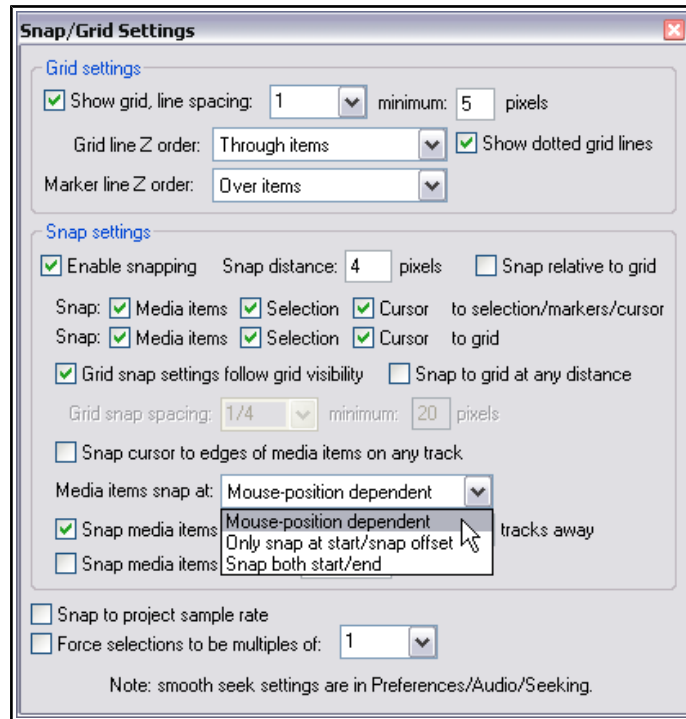 Snap/Grid Settings
Grid settings
Show grid, line spacing: 1 minimum: 5 pixels
Grid line Z order: Through items Show dotted grid lines
Marker line Z order: Over items
Snap settings
Enable snapping Snap distance: 4 pixels Snap relative to grid
Snap: Media items Selection Cursor to selection/markers/cursor
Snap: Media items Selection Cursor to grid
Grid snap settings follow grid visibility Snap to grid at any distance
Grid snap spacing: 1/4 minimum: 20 pixels
Snap cursor to edges of media items on any track
Media items snap at: Mouse-position dependent
Snap media items Mouse-position dependent tracks away
Only snap at start/snap offset
Snap media items Snap both start/end
Snap to project sample rate
Force selections to be multiples of: 1
Note: smooth seek settings are in Preferences/Audio/Seeking.